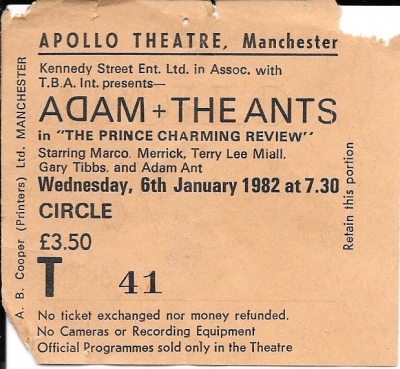 APOLLO THEATRE, Manchester
Kennedy Street Ent. Ltd. in Assoc. with
T.B.A. Int. presents—
ADAM + THE ANTS
in "THE PRINCE CHARMING REVIEW"
Starring Marco, Merrick, Terry Lee Miall,
Gary Tibbs, and Adam Ant
Wednesday, 6th January 1982 at 7.30
CIRCLE
£3.50
T 41
No ticket exchanged nor money refunded.
No Cameras or Recording Equipment
Official Programmes sold only in the Theatre
A. B. Cooper (Printers) Ltd. MANCHESTER
Retain this portion